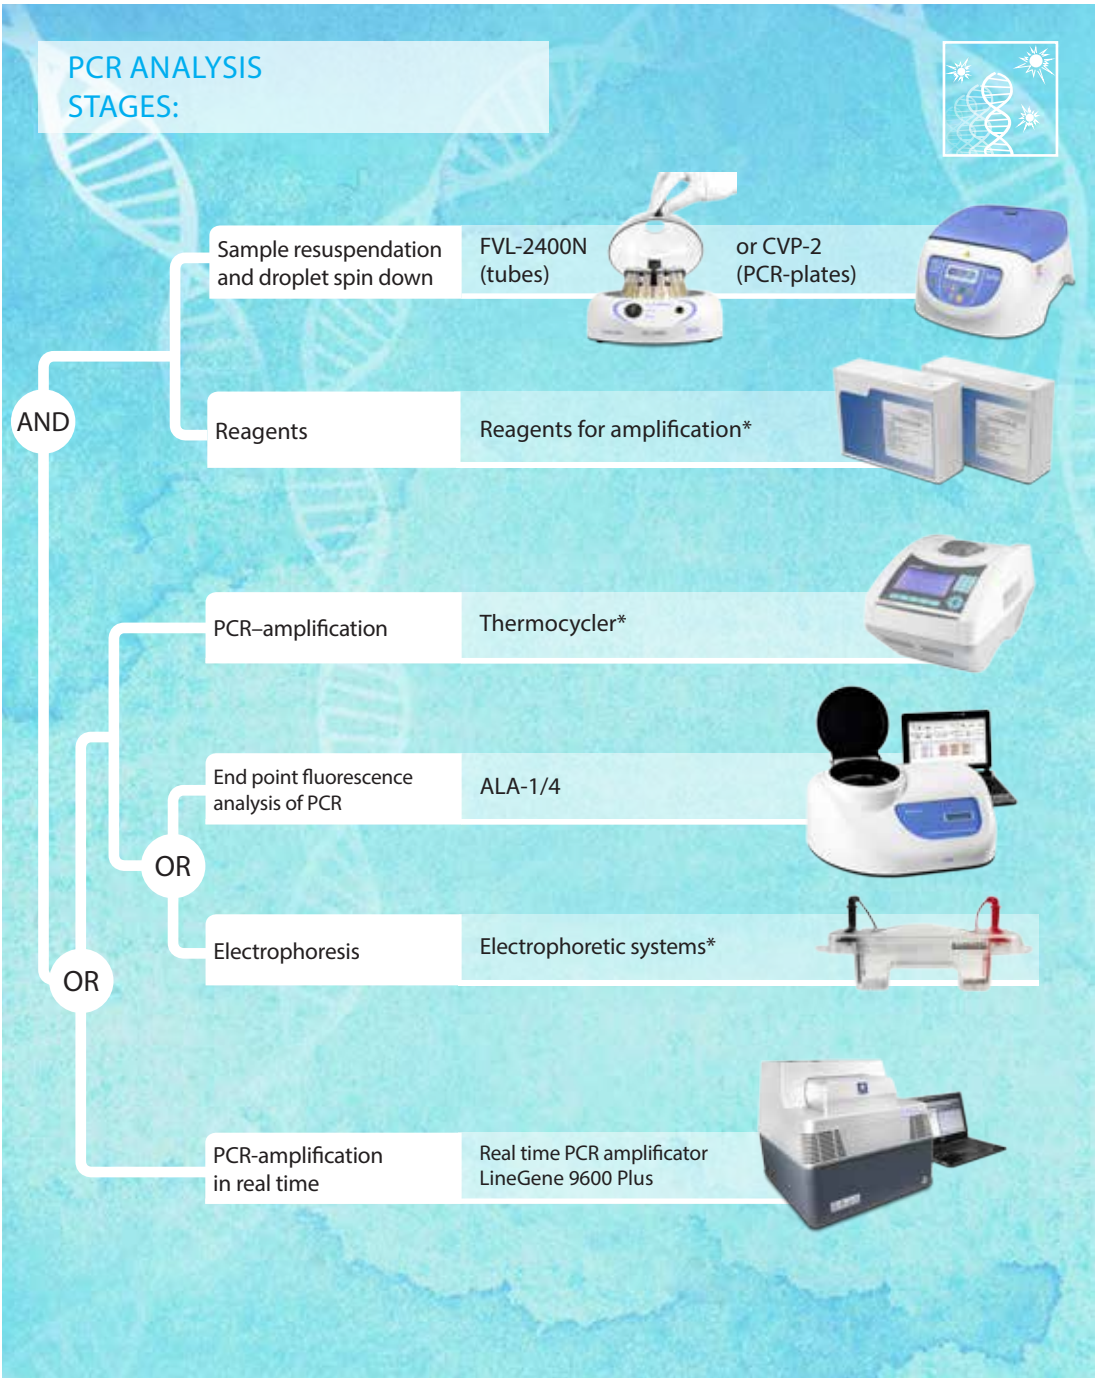 PCR ANALYSIS
STAGES:
Sample resuspendation
and droplet spin down
FVL-2400N
(tubes)
or CVP-2
(PCR-plates)
AND
Reagents
Reagents for amplification*
PCR–amplification
Thermocycler*
End point fluorescence
analysis of PCR
ALA-1/4
OR
Electrophoresis
Electrophoretic systems*
OR
PCR-amplification
in real time
Real time PCR amplificator
LineGene 9600 Plus